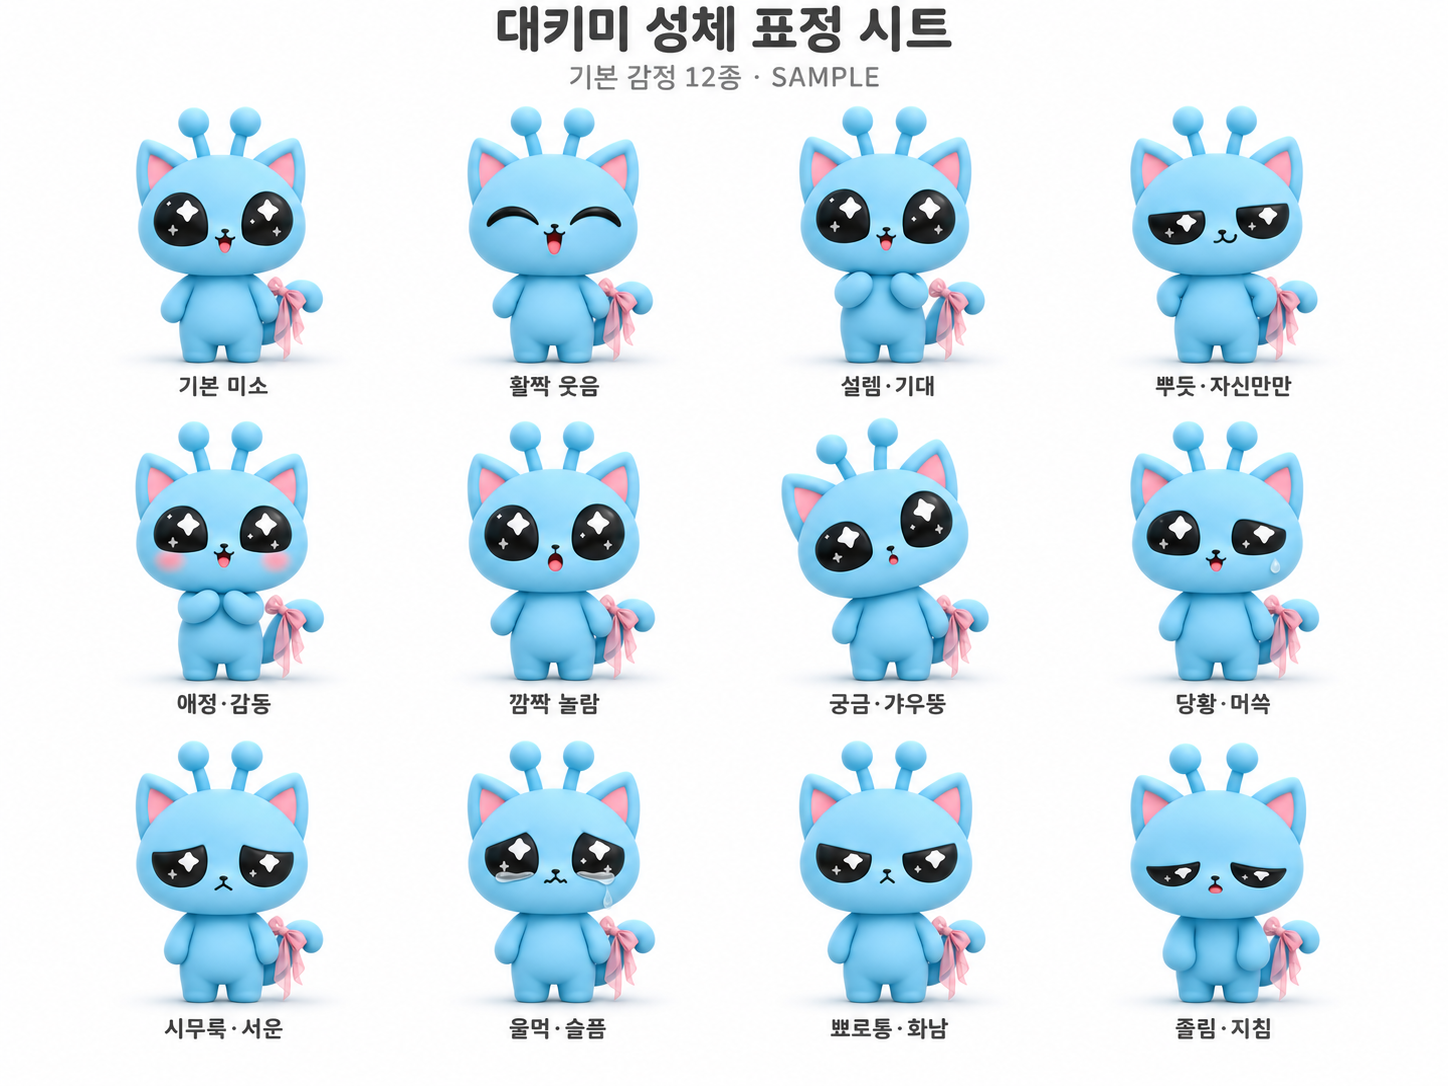 대키미 성체 표정 시트
기본 감정 12종 · SAMPLE
기본 미소
활짝 웃음
설렘·기대
뿌듯·자신만만
애정·감동
깜짝 놀람
궁금·갸우뚱
당황·머쓱
시무룩·서운
울먹·슬픔
뾰로통·화남
졸림·지침